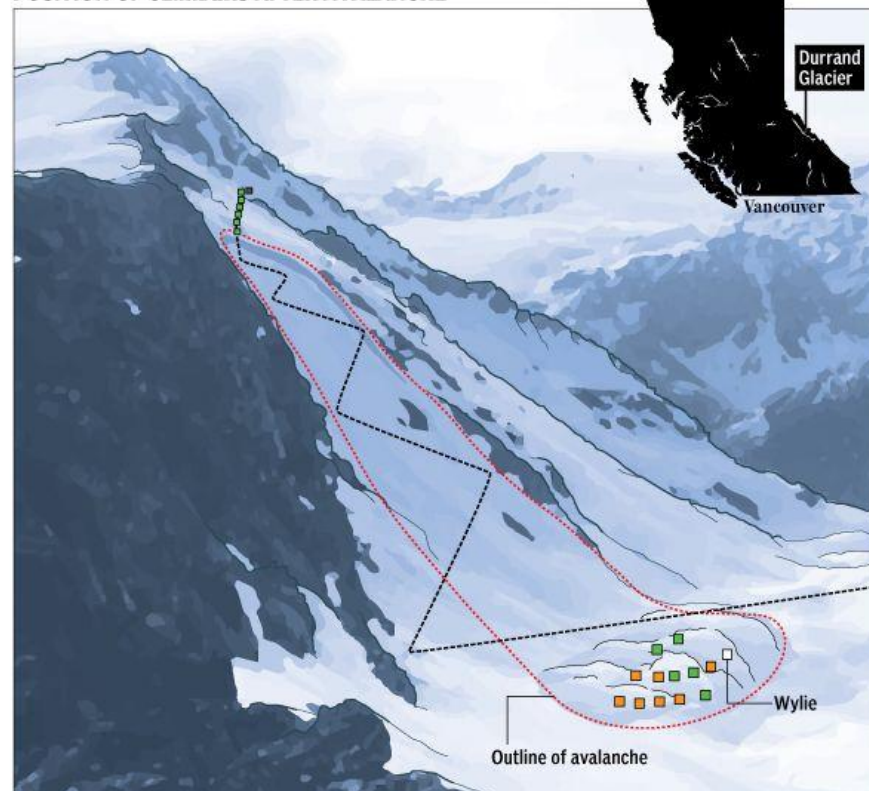 Durrand
Glacier
Vancouver
Wylie
Outline of avalanche